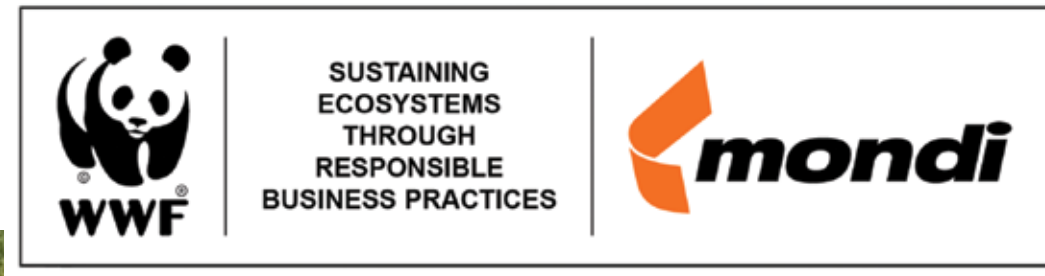 ©
®
WWF
SUSTAINING
ECOSYSTEMS
THROUGH
RESPONSIBLE
BUSINESS PRACTICES
mondi